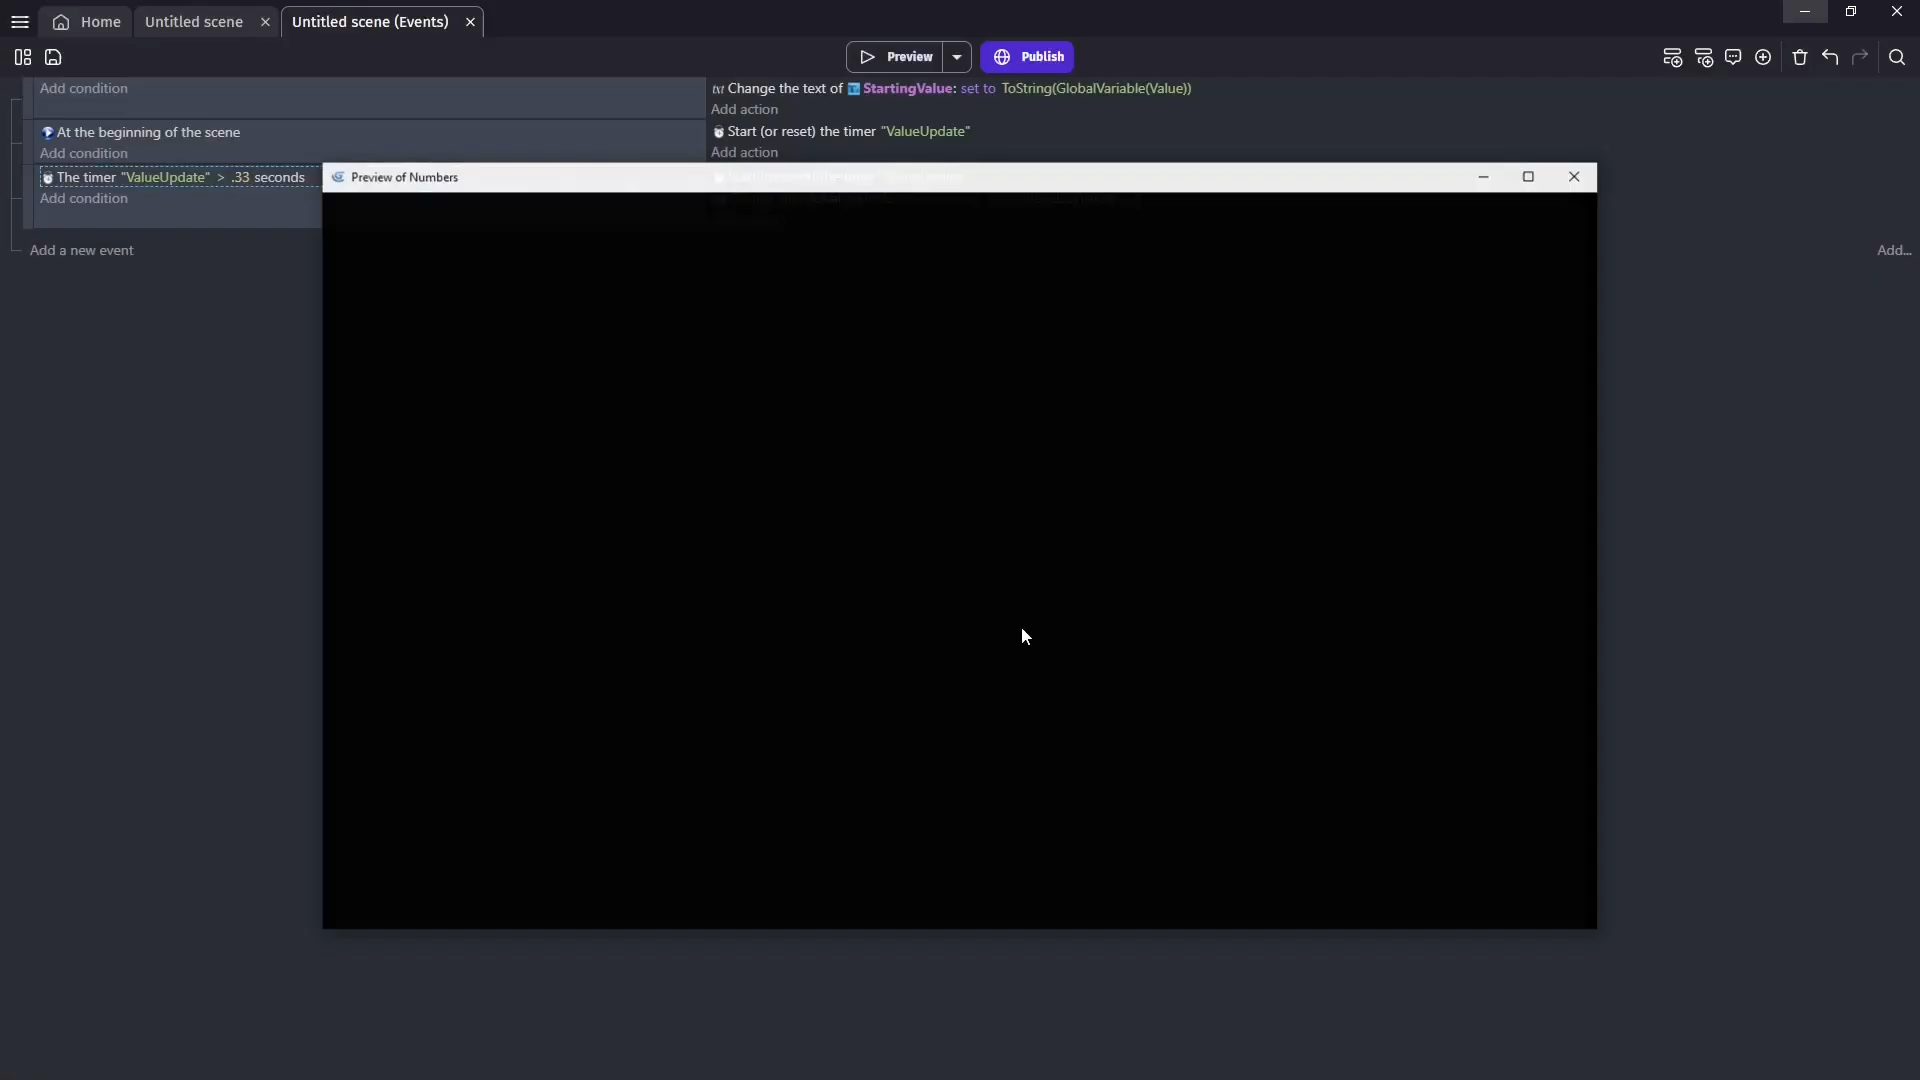 Home
Untitled scene
Untitled scene (Events)
Preview
Publish
Add condition
Change the text of StartingValue: set to ToString(GlobalVariable(Value))
Add action
At the beginning of the scene
Start (or reset) the timer "ValueUpdate"
Add condition
Add action
The timer "ValueUpdate" > .33 seconds
Preview of Numbers
Add condition
Add a new event
Add...